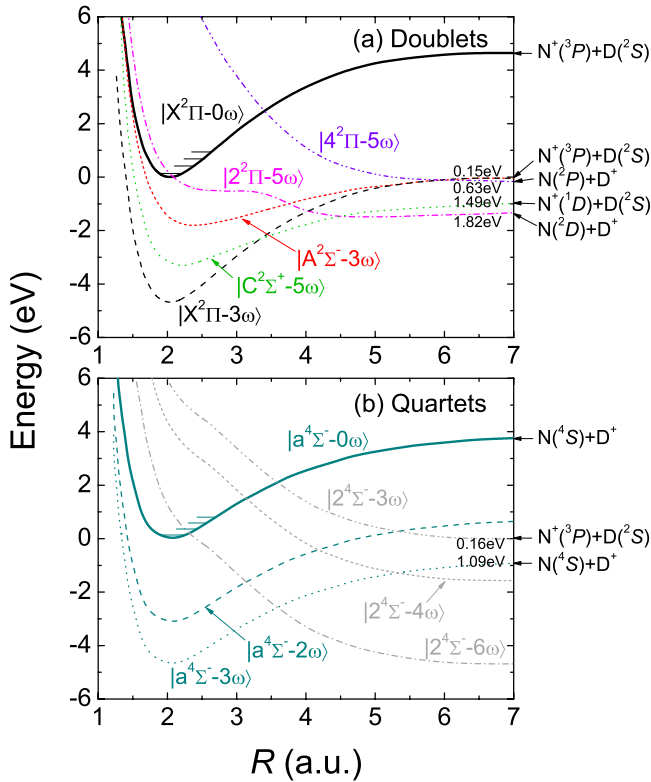 (a) Doublets
6
4
2
0
-2
-4
-6
|X²Π-0ω⟩
|4²Π-5ω⟩
|2²Π-5ω⟩
|A²Σ⁻-3ω⟩
|C²Σ⁺-5ω⟩
|X²Π-3ω⟩
0.15eV
0.63eV
1.49eV
1.82eV
N⁺(³P)+D(²S)
N⁺(³P)+D(²S)
N(²P)+D⁺
N⁺(¹D)+D(²S)
N(²D)+D⁺
1 2 3 4 5 6 7
Energy (eV)
(b) Quartets
6
4
2
0
-2
-4
-6
|a⁴Σ⁻-0ω⟩
|2⁴Σ⁻-3ω⟩
|2⁴Σ⁻-4ω⟩
|a⁴Σ⁻-2ω⟩
|2⁴Σ⁻-6ω⟩
|a⁴Σ⁻-3ω⟩
0.16eV
1.09eV
N(⁴S)+D⁺
N⁺(³P)+D(²S)
N(⁴S)+D⁺
1 2 3 4 5 6 7
R (a.u.)